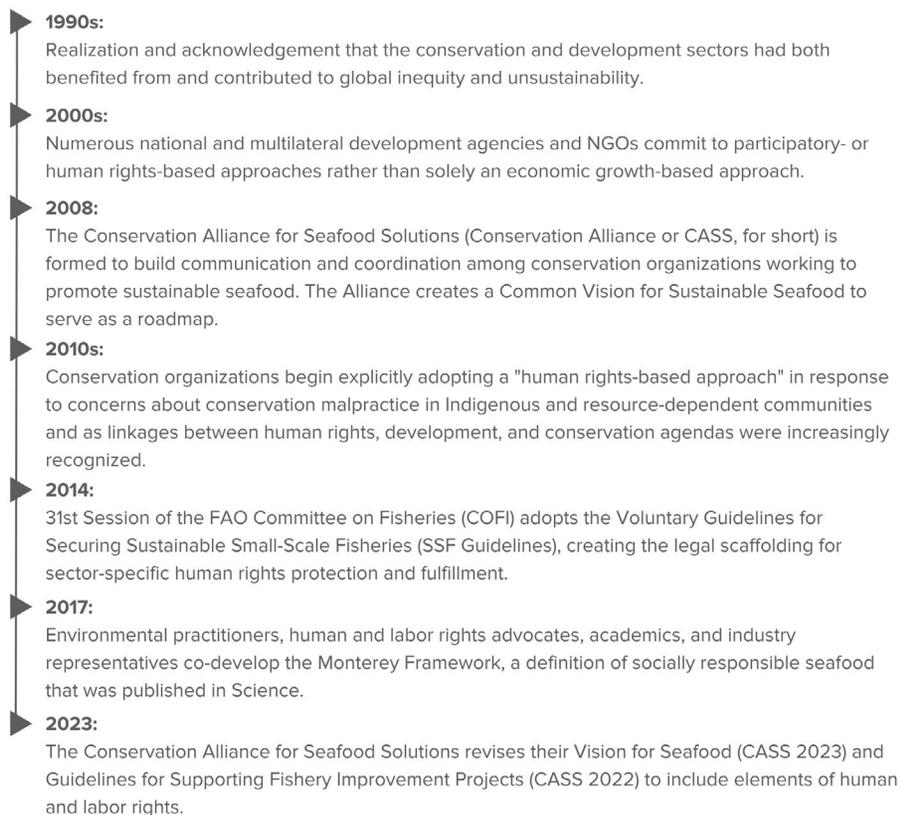 1990s:
Realization and acknowledgement that the conservation and development sectors had both
benefited from and contributed to global inequity and unsustainability.
2000s:
Numerous national and multilateral development agencies and NGOs commit to participatory- or
human rights-based approaches rather than solely an economic growth-based approach.
2008:
The Conservation Alliance for Seafood Solutions (Conservation Alliance or CASS, for short) is
formed to build communication and coordination among conservation organizations working to
promote sustainable seafood. The Alliance creates a Common Vision for Sustainable Seafood to
serve as a roadmap.
2010s:
Conservation organizations begin explicitly adopting a "human rights-based approach" in response
to concerns about conservation malpractice in Indigenous and resource-dependent communities
and as linkages between human rights, development, and conservation agendas were increasingly
recognized.
2014:
31st Session of the FAO Committee on Fisheries (COFI) adopts the Voluntary Guidelines for
Securing Sustainable Small-Scale Fisheries (SSF Guidelines), creating the legal scaffolding for
sector-specific human rights protection and fulfillment.
2017:
Environmental practitioners, human and labor rights advocates, academics, and industry
representatives co-develop the Monterey Framework, a definition of socially responsible seafood
that was published in Science.
2023:
The Conservation Alliance for Seafood Solutions revises their Vision for Seafood (CASS 2023) and
Guidelines for Supporting Fishery Improvement Projects (CASS 2022) to include elements of human
and labor rights.